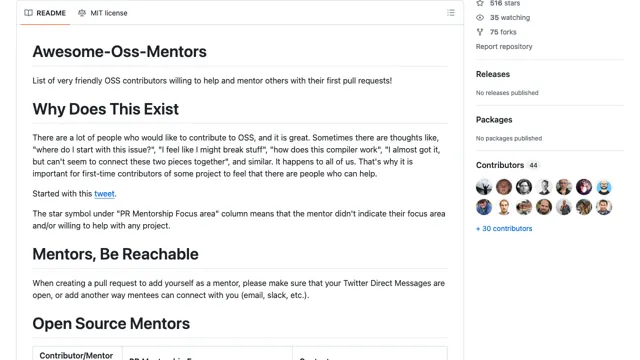 README
MIT license
Awesome-Oss-Mentors
List of very friendly OSS contributors willing to help and mentor others with their first pull requests!
Why Does This Exist
There are a lot of people who would like to contribute to OSS, and it is great. Sometimes there are thoughts like,
"where do I start with this issue?", "I feel like I might break stuff", "how does this compiler work", "I almost got it,
but can't seem to connect these two pieces together", and similar. It happens to all of us. That's why it is
important for first-time contributors of some project to feel that there are people who can help.
Started with this tweet.
The star symbol under "PR Mentorship Focus area" column means that the mentor didn't indicate their focus area
and/or willing to help with any project.
Mentors, Be Reachable
When creating a pull request to add yourself as a mentor, please make sure that your Twitter Direct Messages are
open, or add another way mentees can connect with you (email, slack, etc.).
Open Source Mentors
Contributor/Mentor
516 stars
35 watching
75 forks
Report repository
Releases
No releases published
Packages
No packages published
Contributors 44
+ 30 contributors